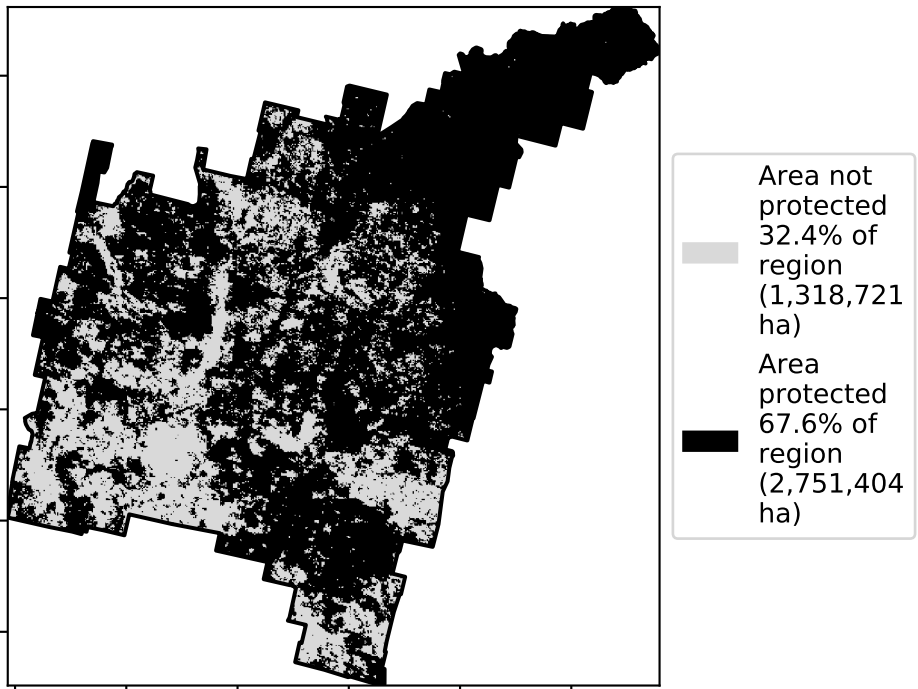 Area not
protected
32.4% of
region
(1,318,721
ha)
Area
protected
67.6% of
region
(2,751,404
ha)